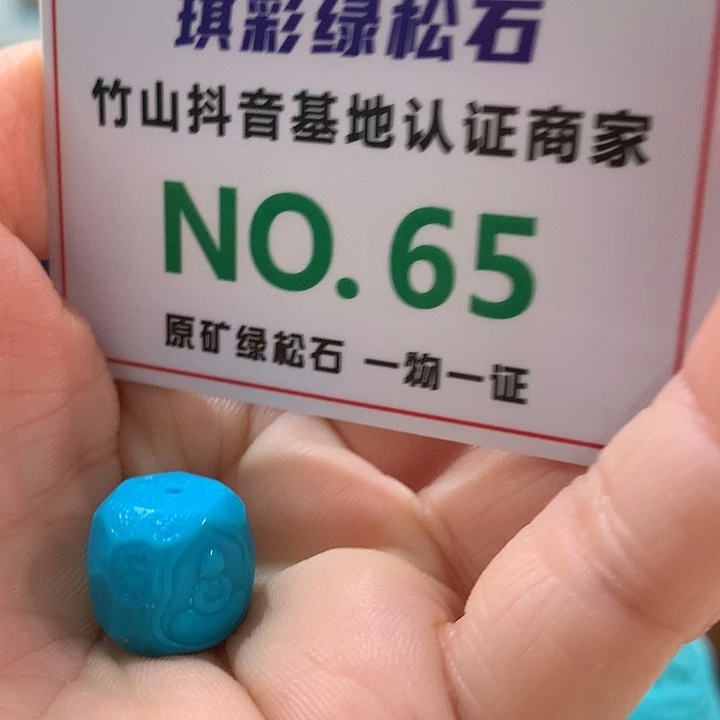 琪彩绿松石
竹山抖音基地认证商家
NO. 65
原矿绿松石 一物一证